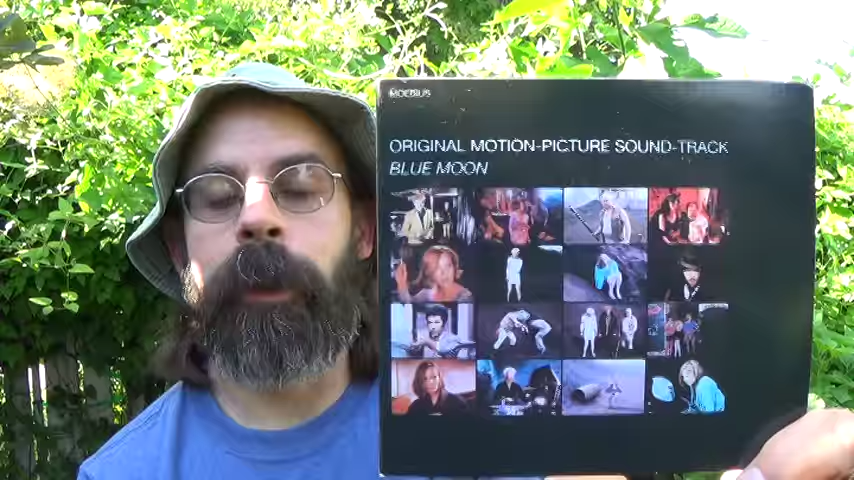 MOEBIUS
ORIGINAL MOTION-PICTURE SOUND-TRACK
BLUE MOON